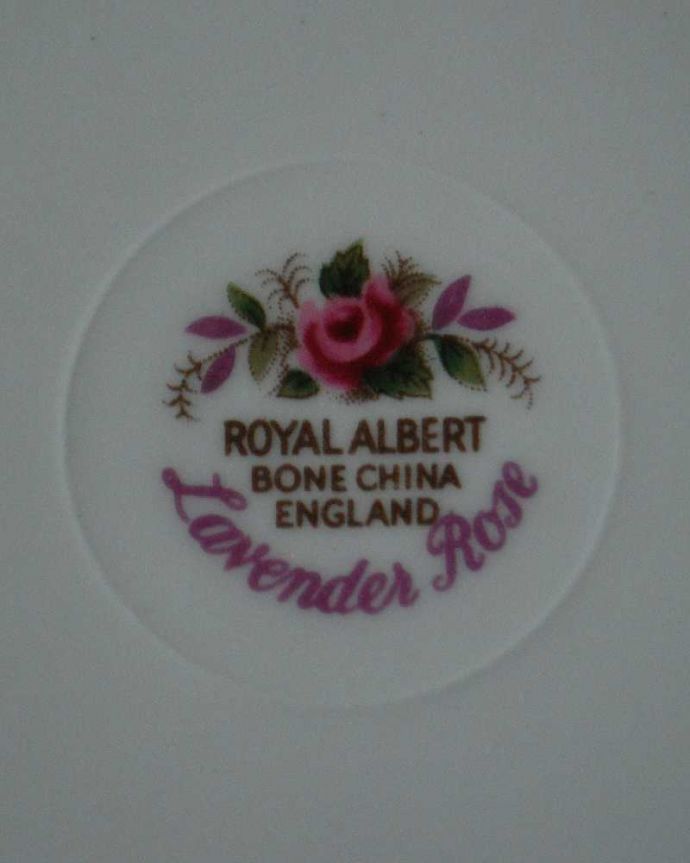 ROYAL ALBERT
BONE CHINA
ENGLAND
Lavender Rose